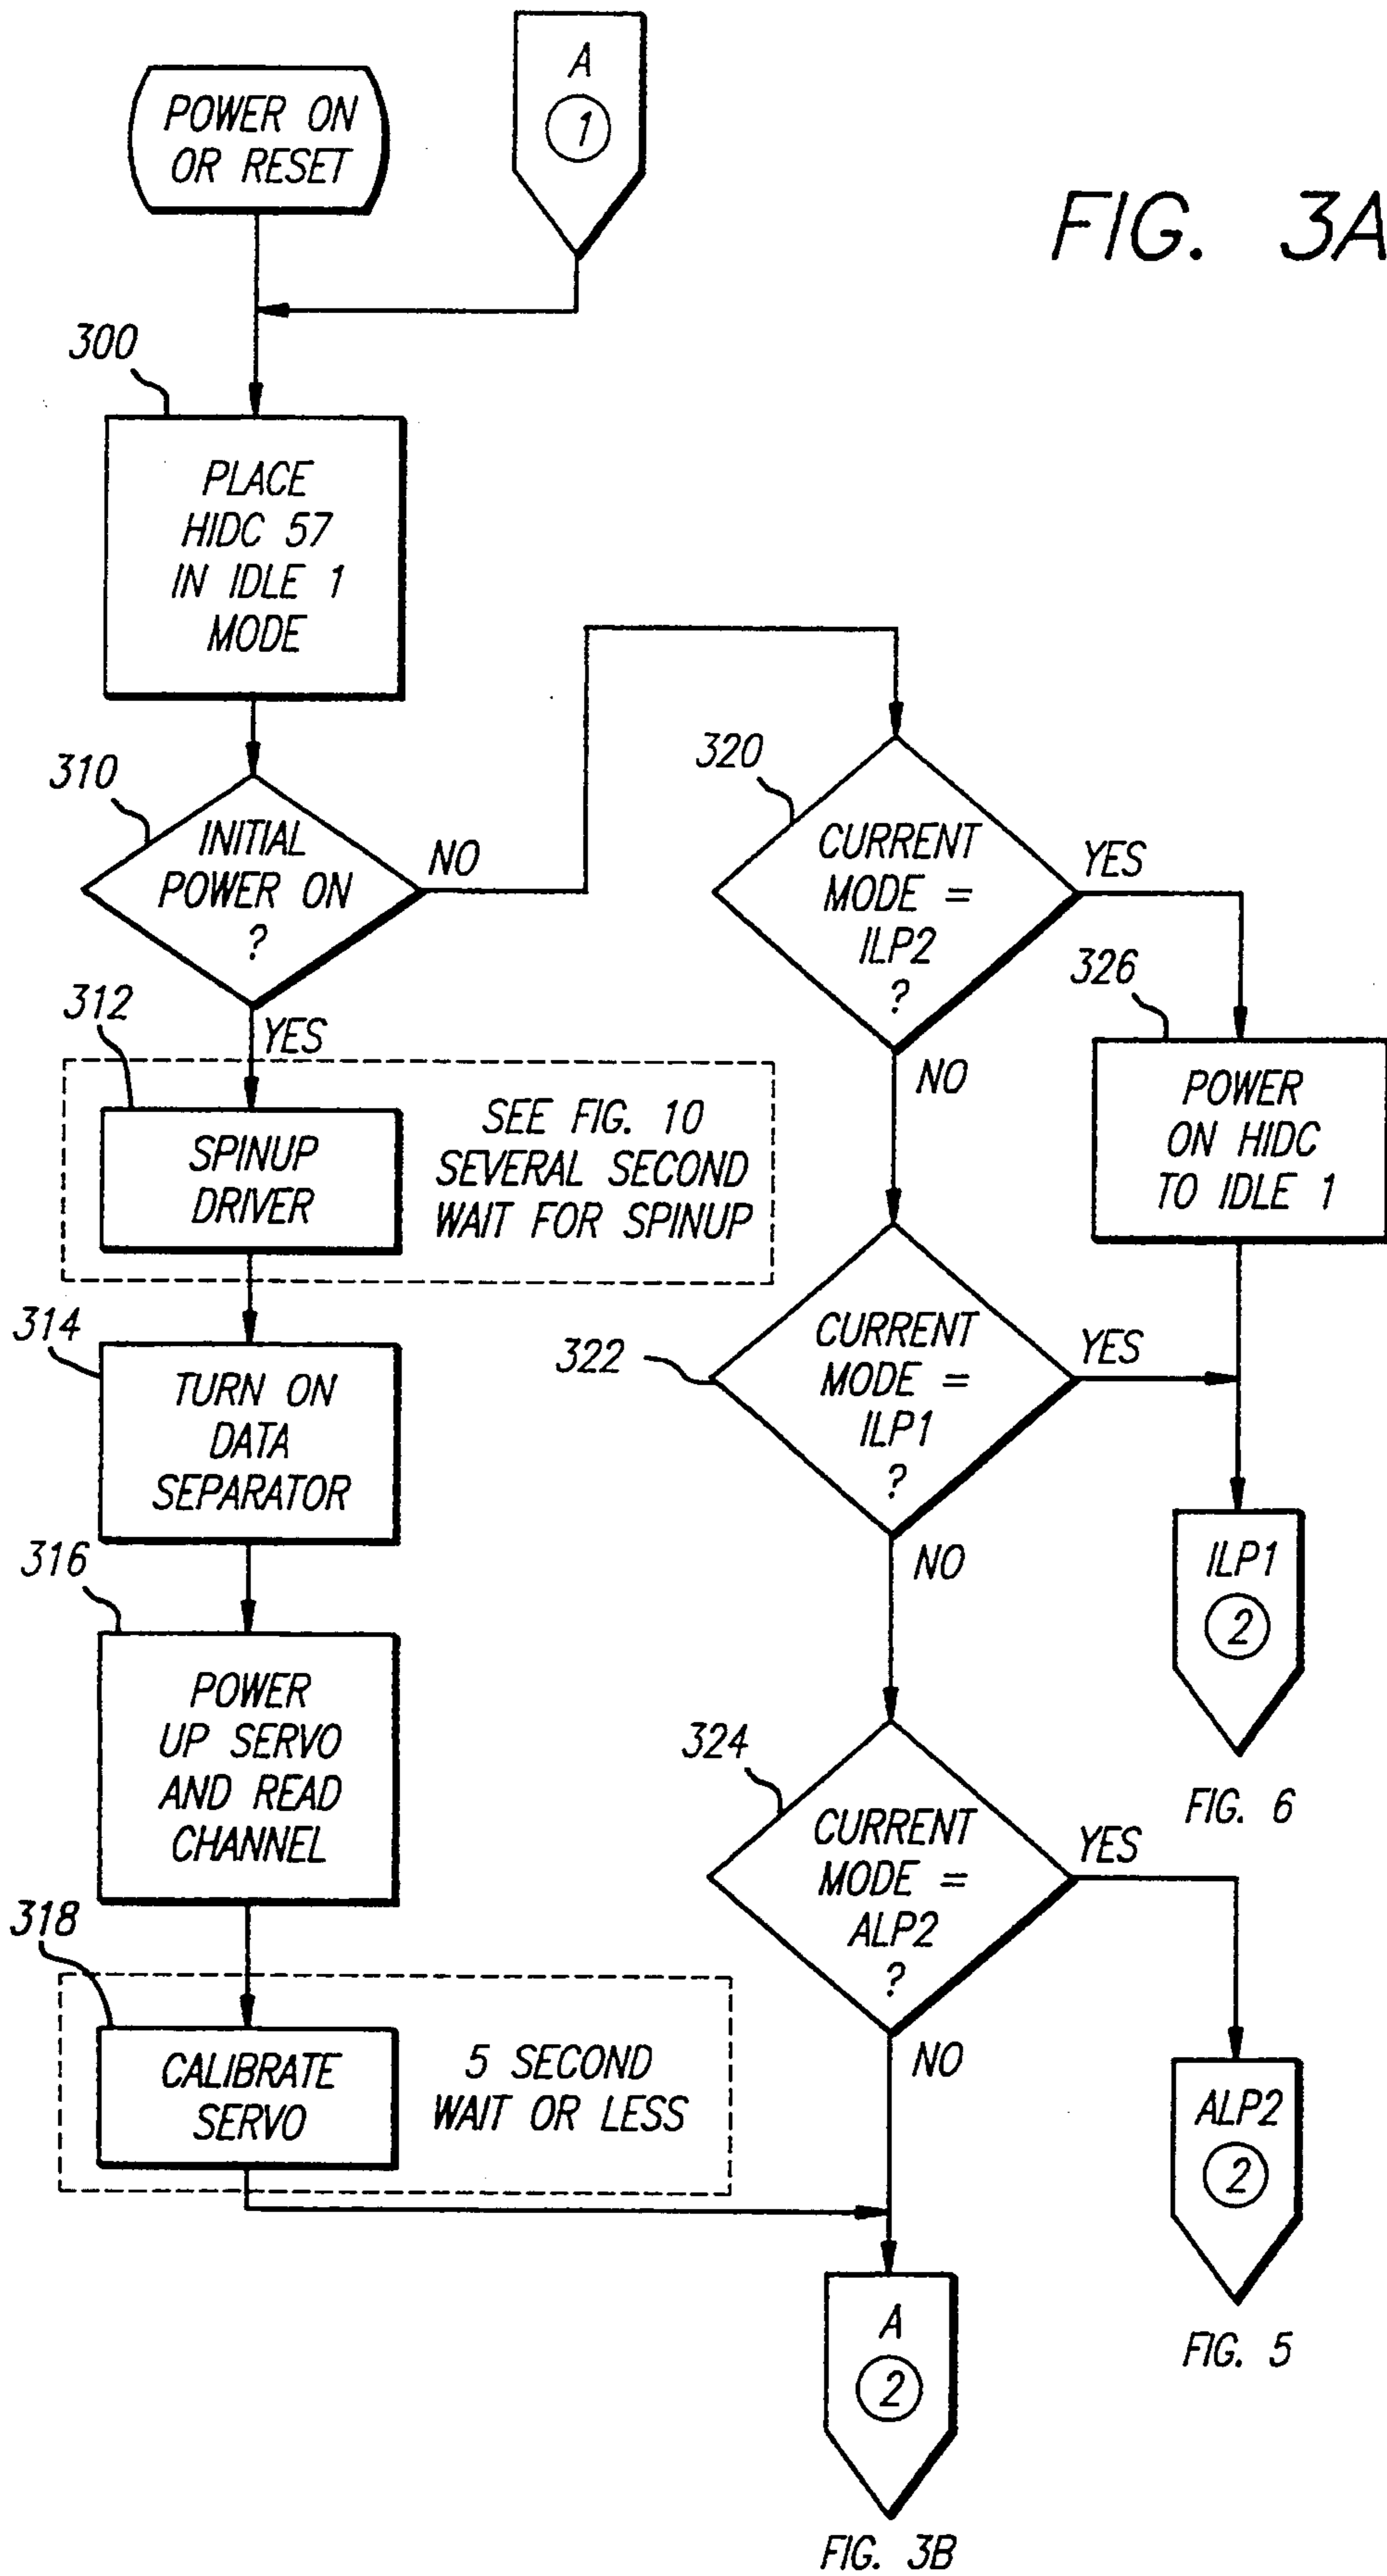 FIG. 3A
POWER ON
OR RESET
A
1
300
PLACE
HIDC 57
IN IDLE 1
MODE
310
INITIAL
POWER ON
?
NO
YES
312
SPINUP
DRIVER
SEE FIG. 10
SEVERAL SECOND
WAIT FOR SPINUP
314
TURN ON
DATA
SEPARATOR
316
POWER
UP SERVO
AND READ
CHANNEL
318
CALIBRATE
SERVO
5 SECOND
WAIT OR LESS
320
CURRENT
MODE =
ILP2
?
YES
NO
326
POWER
ON HIDC
TO IDLE 1
322
CURRENT
MODE =
ILP1
?
YES
NO
ILP1
2
FIG. 6
324
CURRENT
MODE =
ALP2
?
YES
NO
ALP2
2
FIG. 5
A
2
FIG. 3B